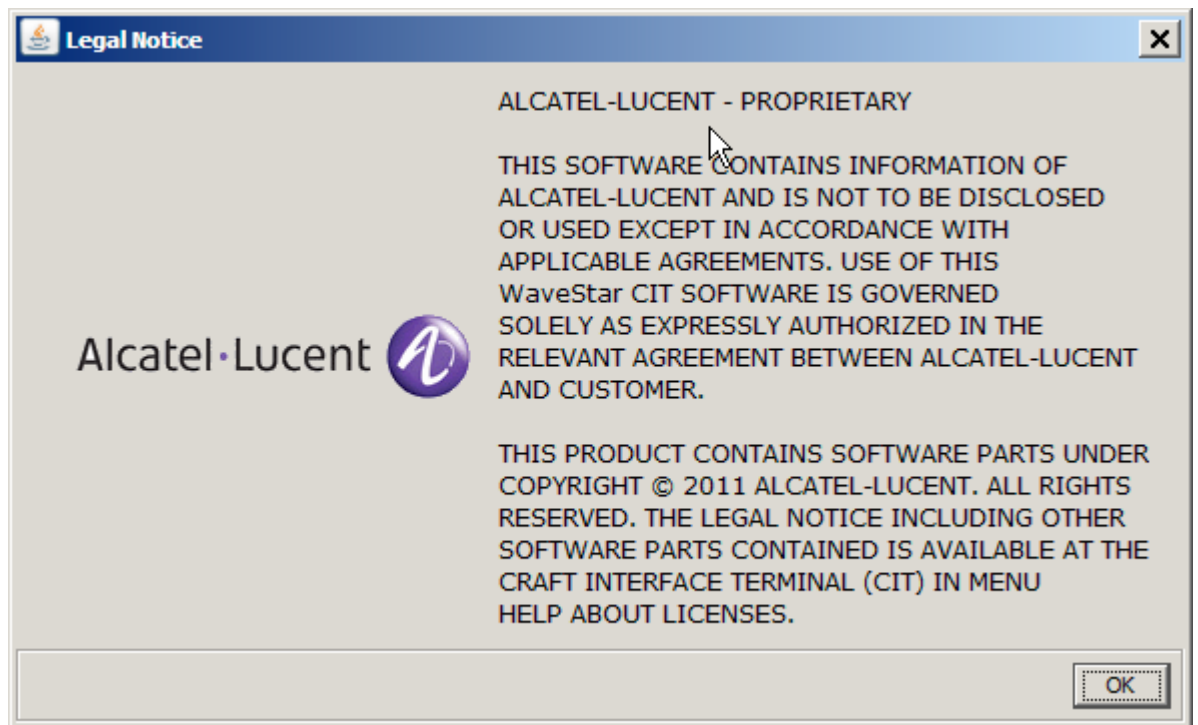 Legal Notice
ALCATEL-LUCENT - PROPRIETARY
THIS SOFTWARE CONTAINS INFORMATION OF
ALCATEL-LUCENT AND IS NOT TO BE DISCLOSED
OR USED EXCEPT IN ACCORDANCE WITH
APPLICABLE AGREEMENTS. USE OF THIS
WaveStar CIT SOFTWARE IS GOVERNED
SOLELY AS EXPRESSLY AUTHORIZED IN THE
RELEVANT AGREEMENT BETWEEN ALCATEL-LUCENT
AND CUSTOMER.
Alcatel·Lucent
THIS PRODUCT CONTAINS SOFTWARE PARTS UNDER
COPYRIGHT © 2011 ALCATEL-LUCENT. ALL RIGHTS
RESERVED. THE LEGAL NOTICE INCLUDING OTHER
SOFTWARE PARTS CONTAINED IS AVAILABLE AT THE
CRAFT INTERFACE TERMINAL (CIT) IN MENU
HELP ABOUT LICENSES.
OK